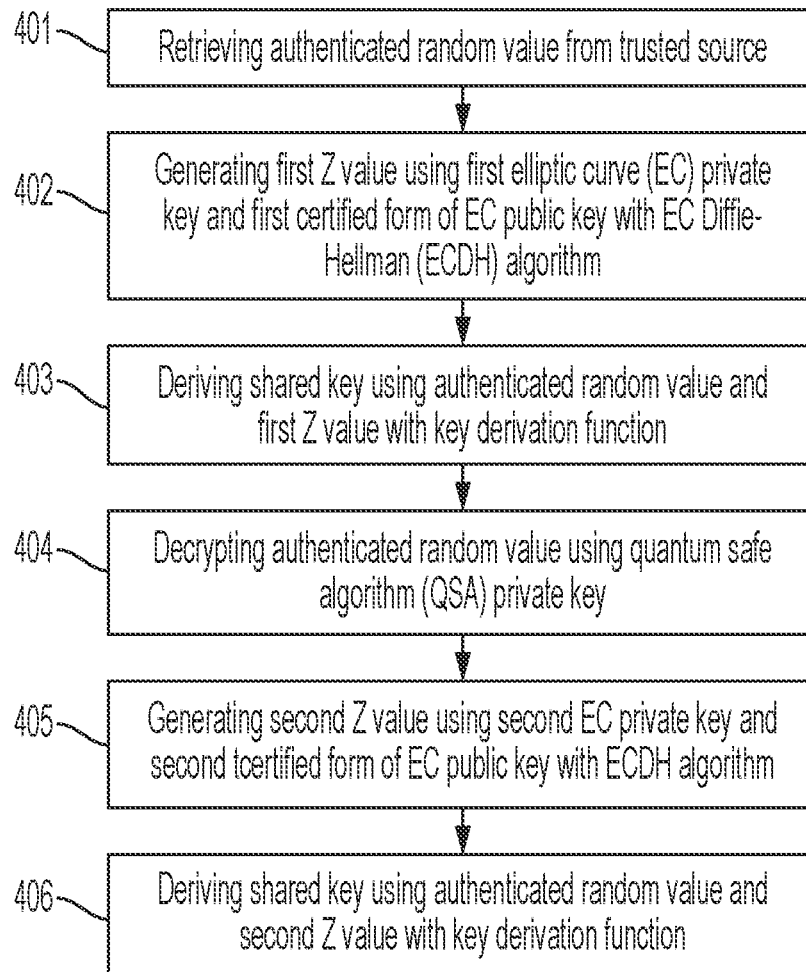 401
Retrieving authenticated random value from trusted source
402
Generating first Z value using first elliptic curve (EC) private
key and first certified form of EC public key with EC Diffie-
Hellman (ECDH) algorithm
403
Deriving shared key using authenticated random value and
first Z value with key derivation function
404
Decrypting authenticated random value using quantum safe
algorithm (QSA) private key
405
Generating second Z value using second EC private key and
second tcertified form of EC public key with ECDH algorithm
406
Deriving shared key using authenticated random value and
second Z value with key derivation function